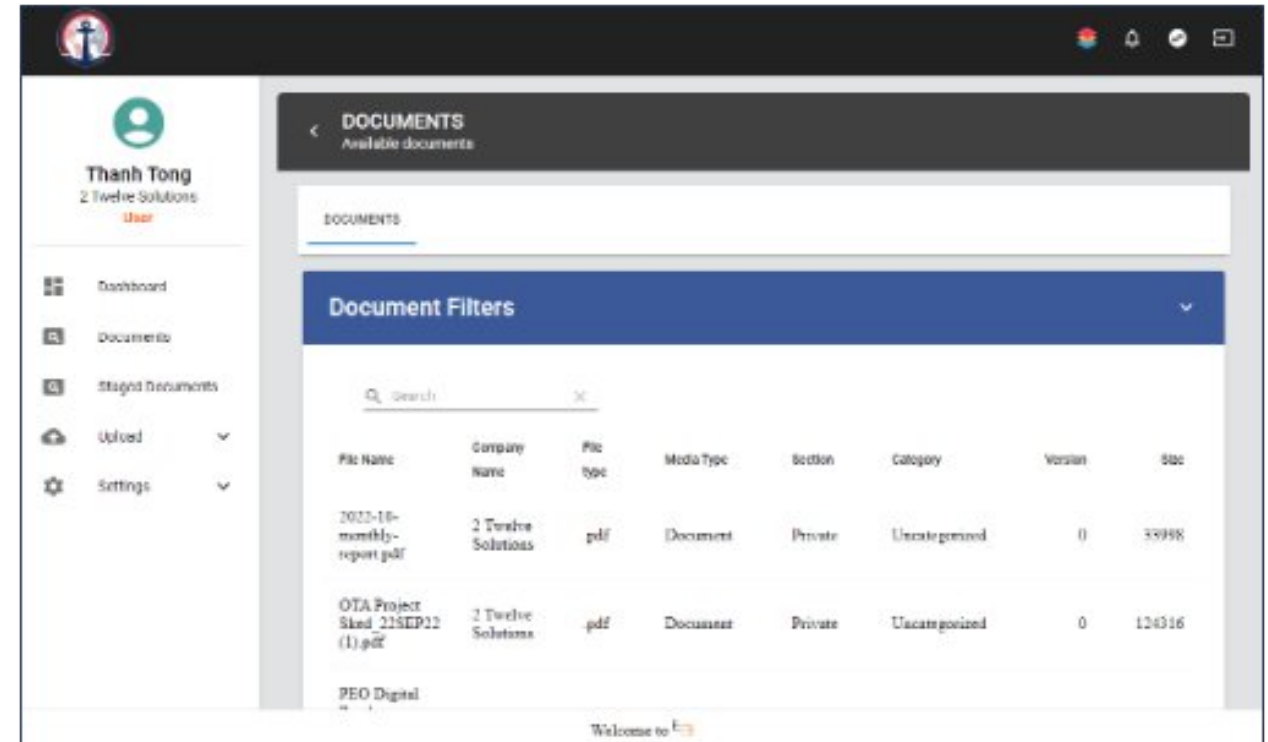 Thanh Tong
2 Twelve Solutions
User
Dashboard
Documents
Staged Documents
Upload
Settings
DOCUMENTS
Available documents
DOCUMENTS
Document Filters
Search
File Name
Company
Name
File
type
Media Type
Section
Category
Version
Size
2022-10-
monthly-
report.pdf
2 Twelve
Solutions
.pdf
Document
Private
Uncategorized
0
33998
OTA Project
Sked_22SEP22
(1).pdf
2 Twelve
Solutions
.pdf
Document
Private
Uncategorized
0
124316
PEO Digital
Welcome to